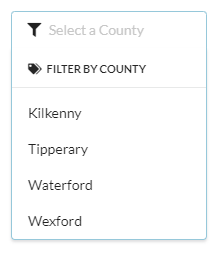 Select a County
FILTER BY COUNTY
Kilkenny
Tipperary
Waterford
Wexford